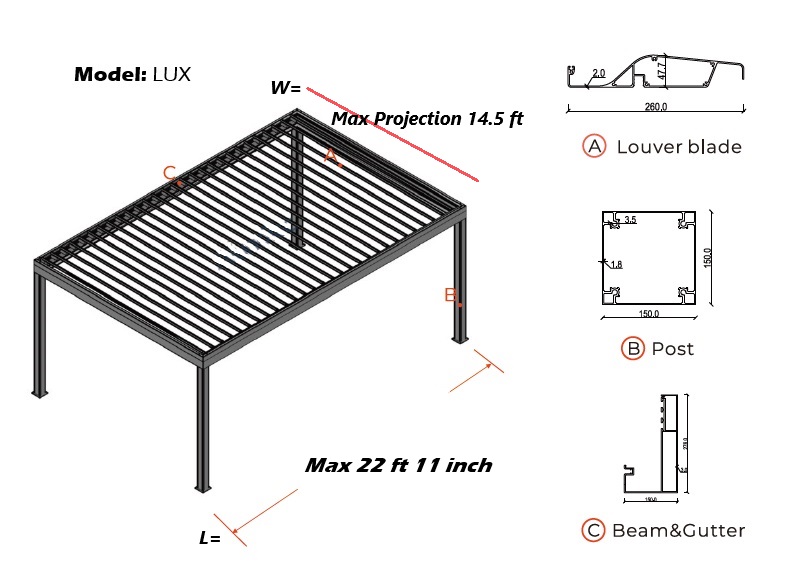 Model: LUX
W=
Max Projection 14.5 ft
A
C
B
Max 22 ft 11 inch
L=
2.0
47.7
260,0
A Louver blade
3.5
1.8
150,0
150,0
B Post
150,0
C Beam&Gutter